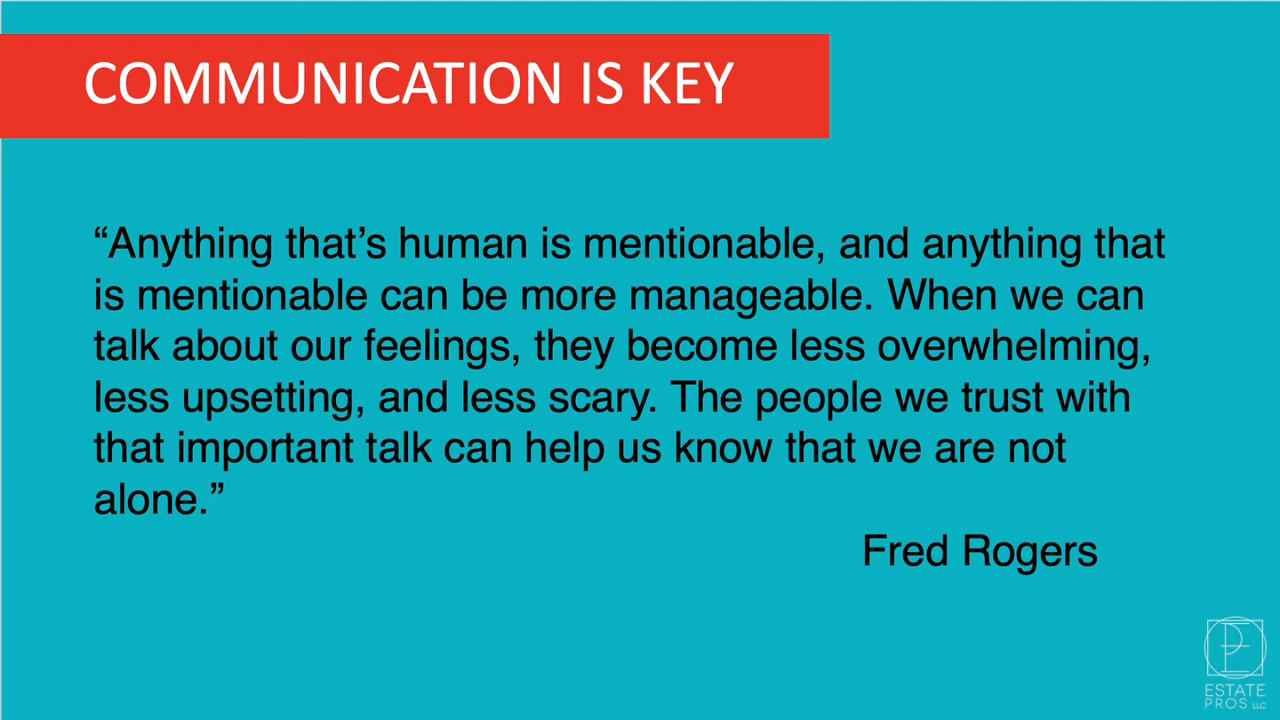 COMMUNICATION IS KEY
“Anything that’s human is mentionable, and anything that
is mentionable can be more manageable. When we can
talk about our feelings, they become less overwhelming,
less upsetting, and less scary. The people we trust with
that important talk can help us know that we are not
alone.”
Fred Rogers
ESTATE
PROS LLC